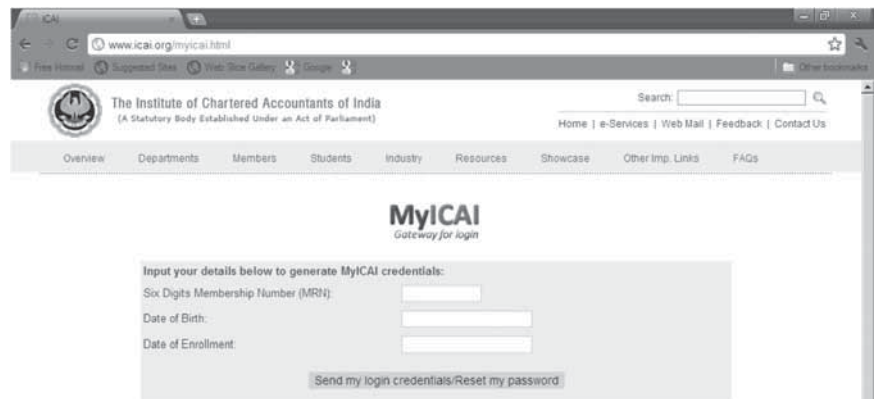 ICAI
www.icai.org/myicai.html
Free Hotmail Suggested Sites Web Slice Gallery Google Other bookmarks
The Institute of Chartered Accountants of India
(A Statutory Body Established Under an Act of Parliament)
Search:
Home | e-Services | Web Mail | Feedback | Contact Us
Overview Departments Members Students Industry Resources Showcase Other Imp. Links FAQs
MyICAI
Gateway for login
Input your details below to generate MyICAI credentials:
Six Digits Membership Number (MRN):
Date of Birth:
Date of Enrollment:
Send my login credentials/Reset my password